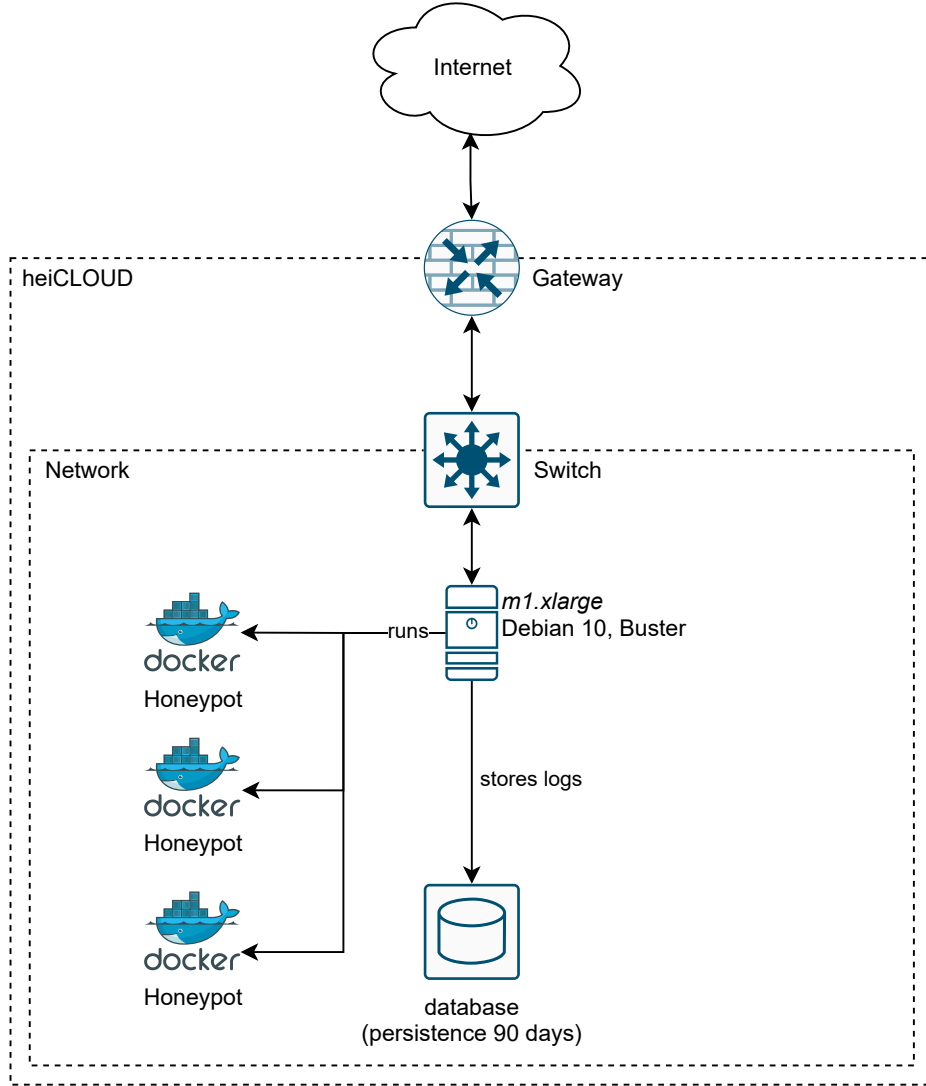 Internet
heiCLOUD
Gateway
Network
Switch
m1.xlarge
Debian 10, Buster
runs
docker
Honeypot
docker
Honeypot
stores logs
docker
Honeypot
database
(persistence 90 days)